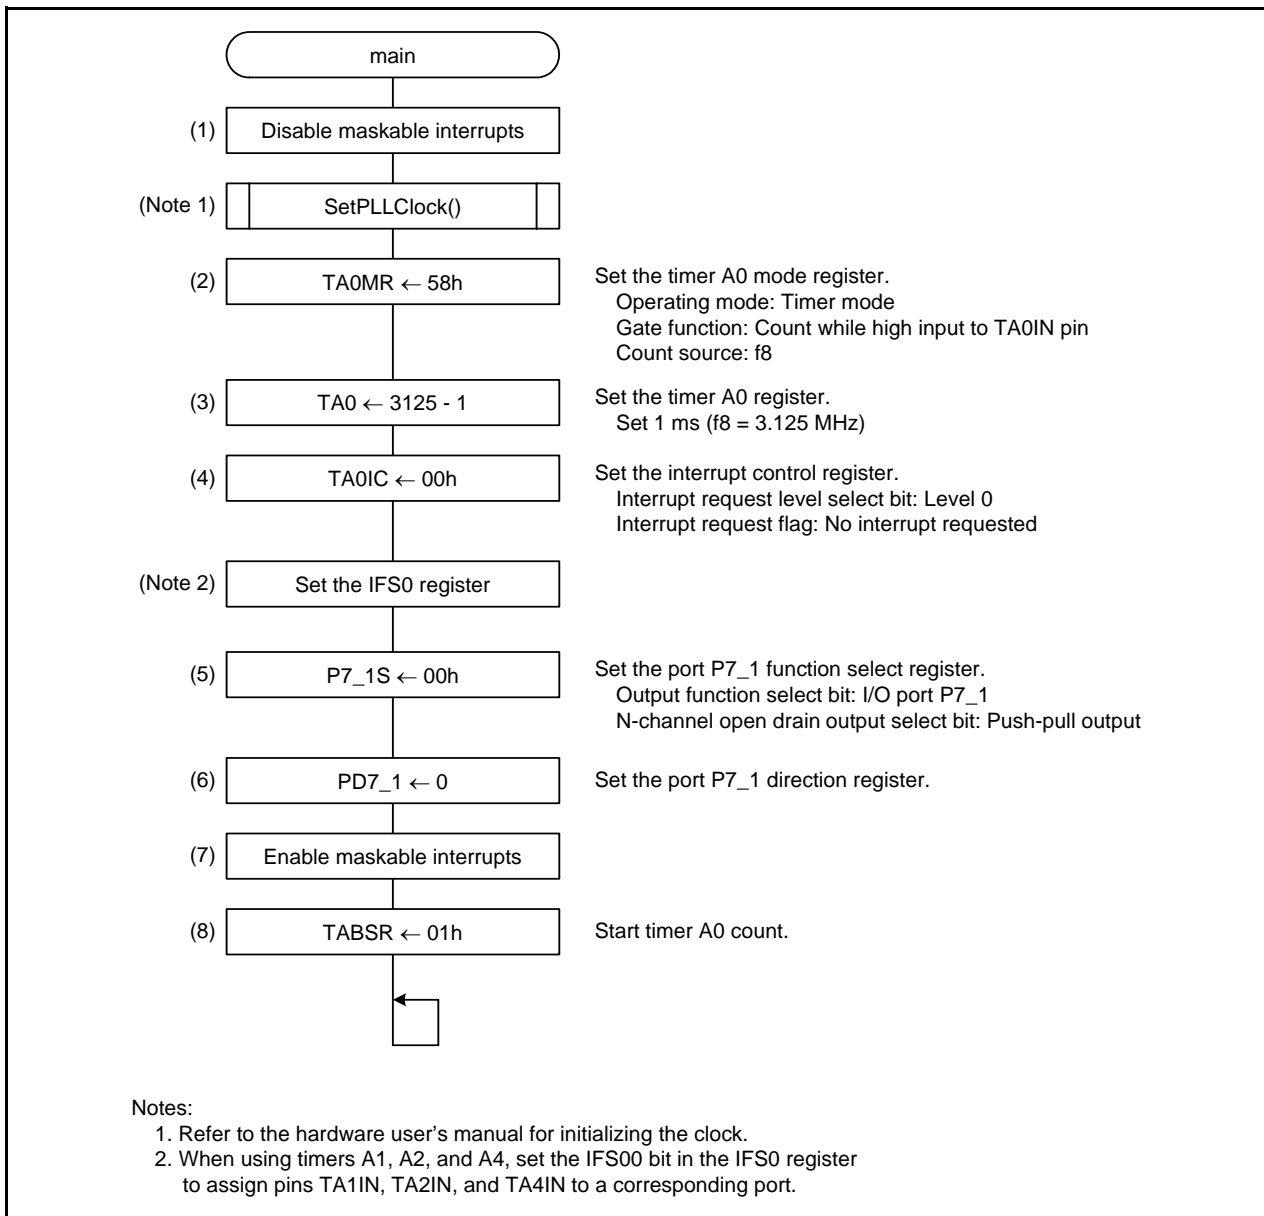 main
(1) Disable maskable interrupts
(Note 1) SetPLLClock()
(2) TA0MR ← 58h
Set the timer A0 mode register.
Operating mode: Timer mode
Gate function: Count while high input to TA0IN pin
Count source: f8
(3) TA0 ← 3125 - 1
Set the timer A0 register.
Set 1 ms (f8 = 3.125 MHz)
(4) TA0IC ← 00h
Set the interrupt control register.
Interrupt request level select bit: Level 0
Interrupt request flag: No interrupt requested
(Note 2) Set the IFS0 register
(5) P7_1S ← 00h
Set the port P7_1 function select register.
Output function select bit: I/O port P7_1
N-channel open drain output select bit: Push-pull output
(6) PD7_1 ← 0
Set the port P7_1 direction register.
(7) Enable maskable interrupts
(8) TABSR ← 01h
Start timer A0 count.
Notes:
1. Refer to the hardware user's manual for initializing the clock.
2. When using timers A1, A2, and A4, set the IFS00 bit in the IFS0 register
to assign pins TA1IN, TA2IN, and TA4IN to a corresponding port.